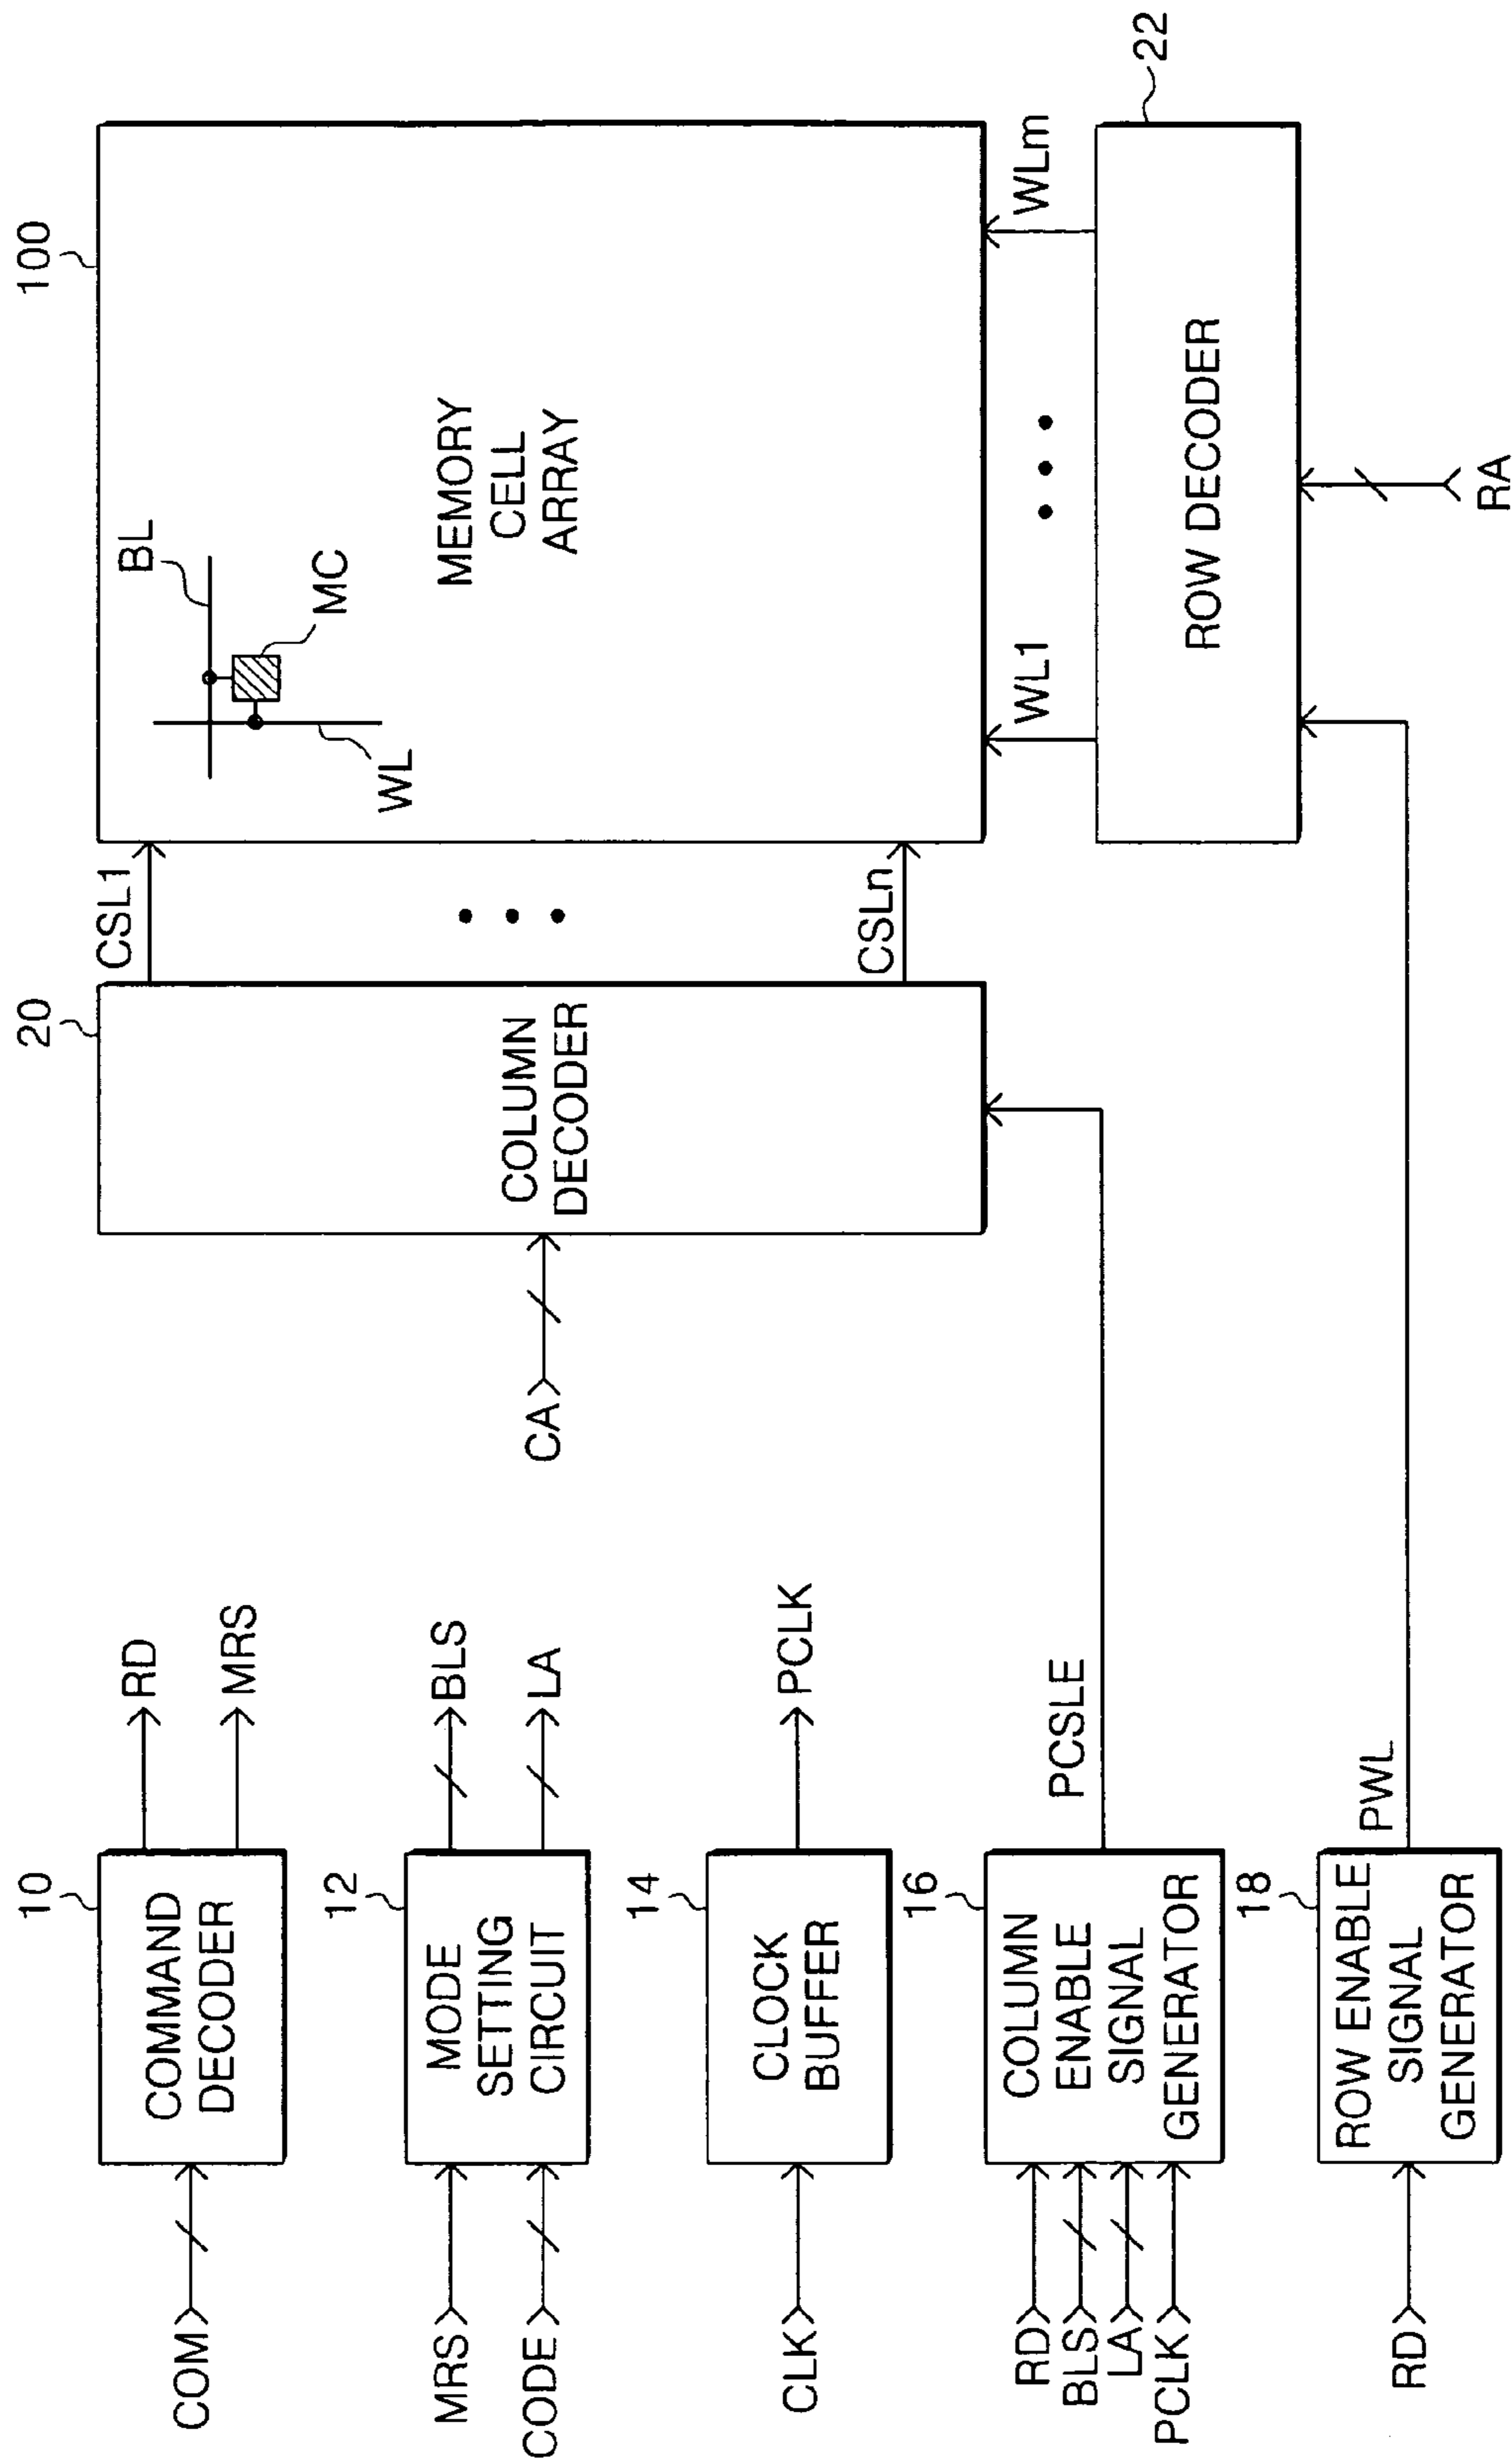 10
COM
COMMAND
DECODER
RD
MRS
12
MRS
CODE
MODE
SETTING
CIRCUIT
BLS
LA
14
CLK
CLOCK
BUFFER
PCLK
16
RD
BLS
LA
PCLK
COLUMN
ENABLE
SIGNAL
GENERATOR
PCSLE
18
RD
ROW ENABLE
SIGNAL
GENERATOR
PWL
20
CA
COLUMN
DECODER
CSL1
CSLn
100
BL
MC
WL
MEMORY
CELL
ARRAY
WL1
WLm
22
ROW DECODER
RA